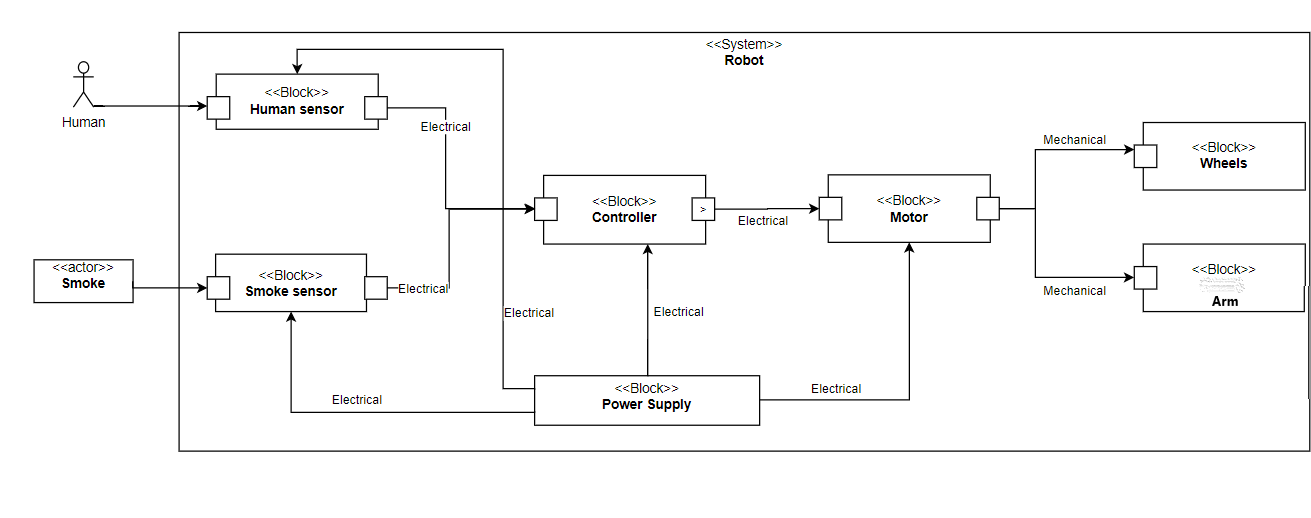 <<System>>
Robot
<<Block>>
Human sensor
Human
Electrical
Mechanical
<<Block>>
Wheels
<<Block>>
Controller
>
Electrical
<<Block>>
Motor
<<actor>>
Smoke
<<Block>>
Smoke sensor
Electrical
Mechanical
<<Block>>
Arm
Electrical
Electrical
Electrical
<<Block>>
Power Supply
Electrical